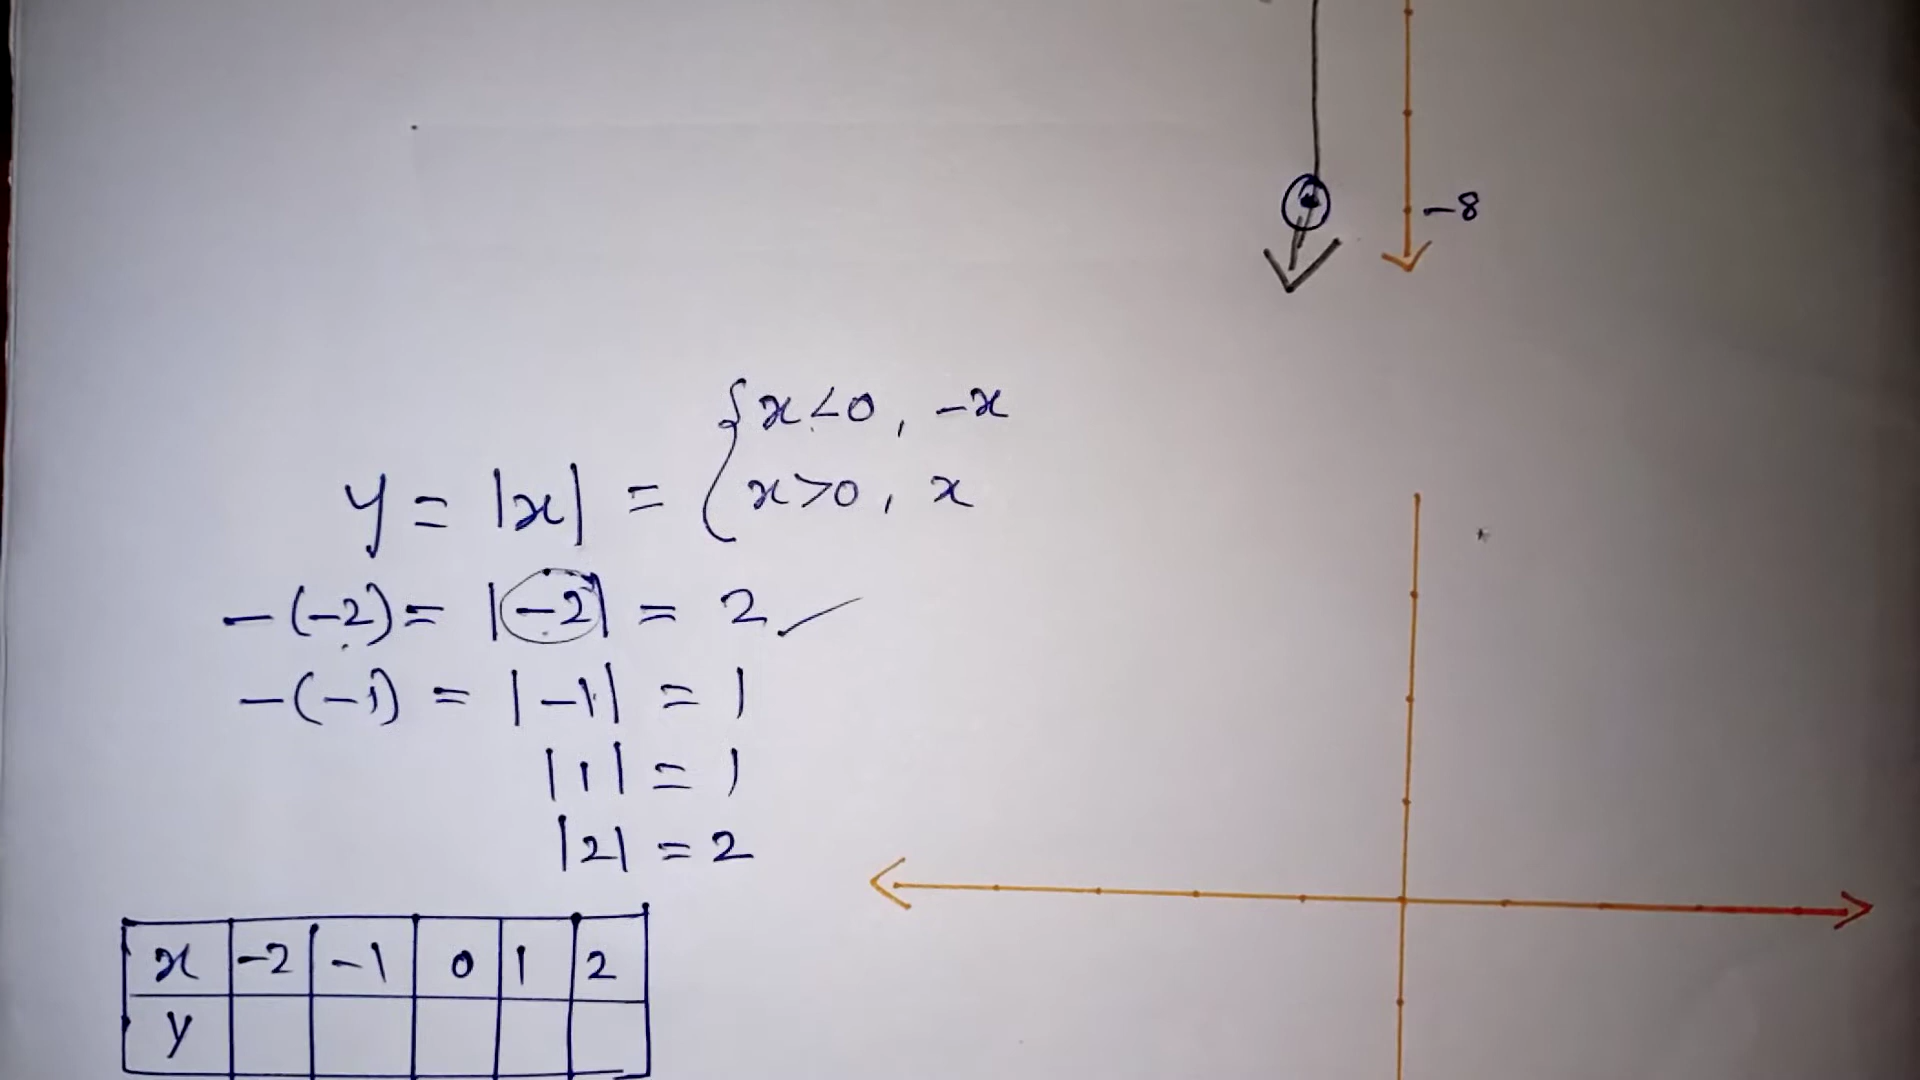 -8
{x<0, -x
y = |x| = {x>0, x
-(-2) = |-2| = 2
-(-1) = |-1| = 1
|1| = 1
|2| = 2
x -2 -1 0 1 2
y